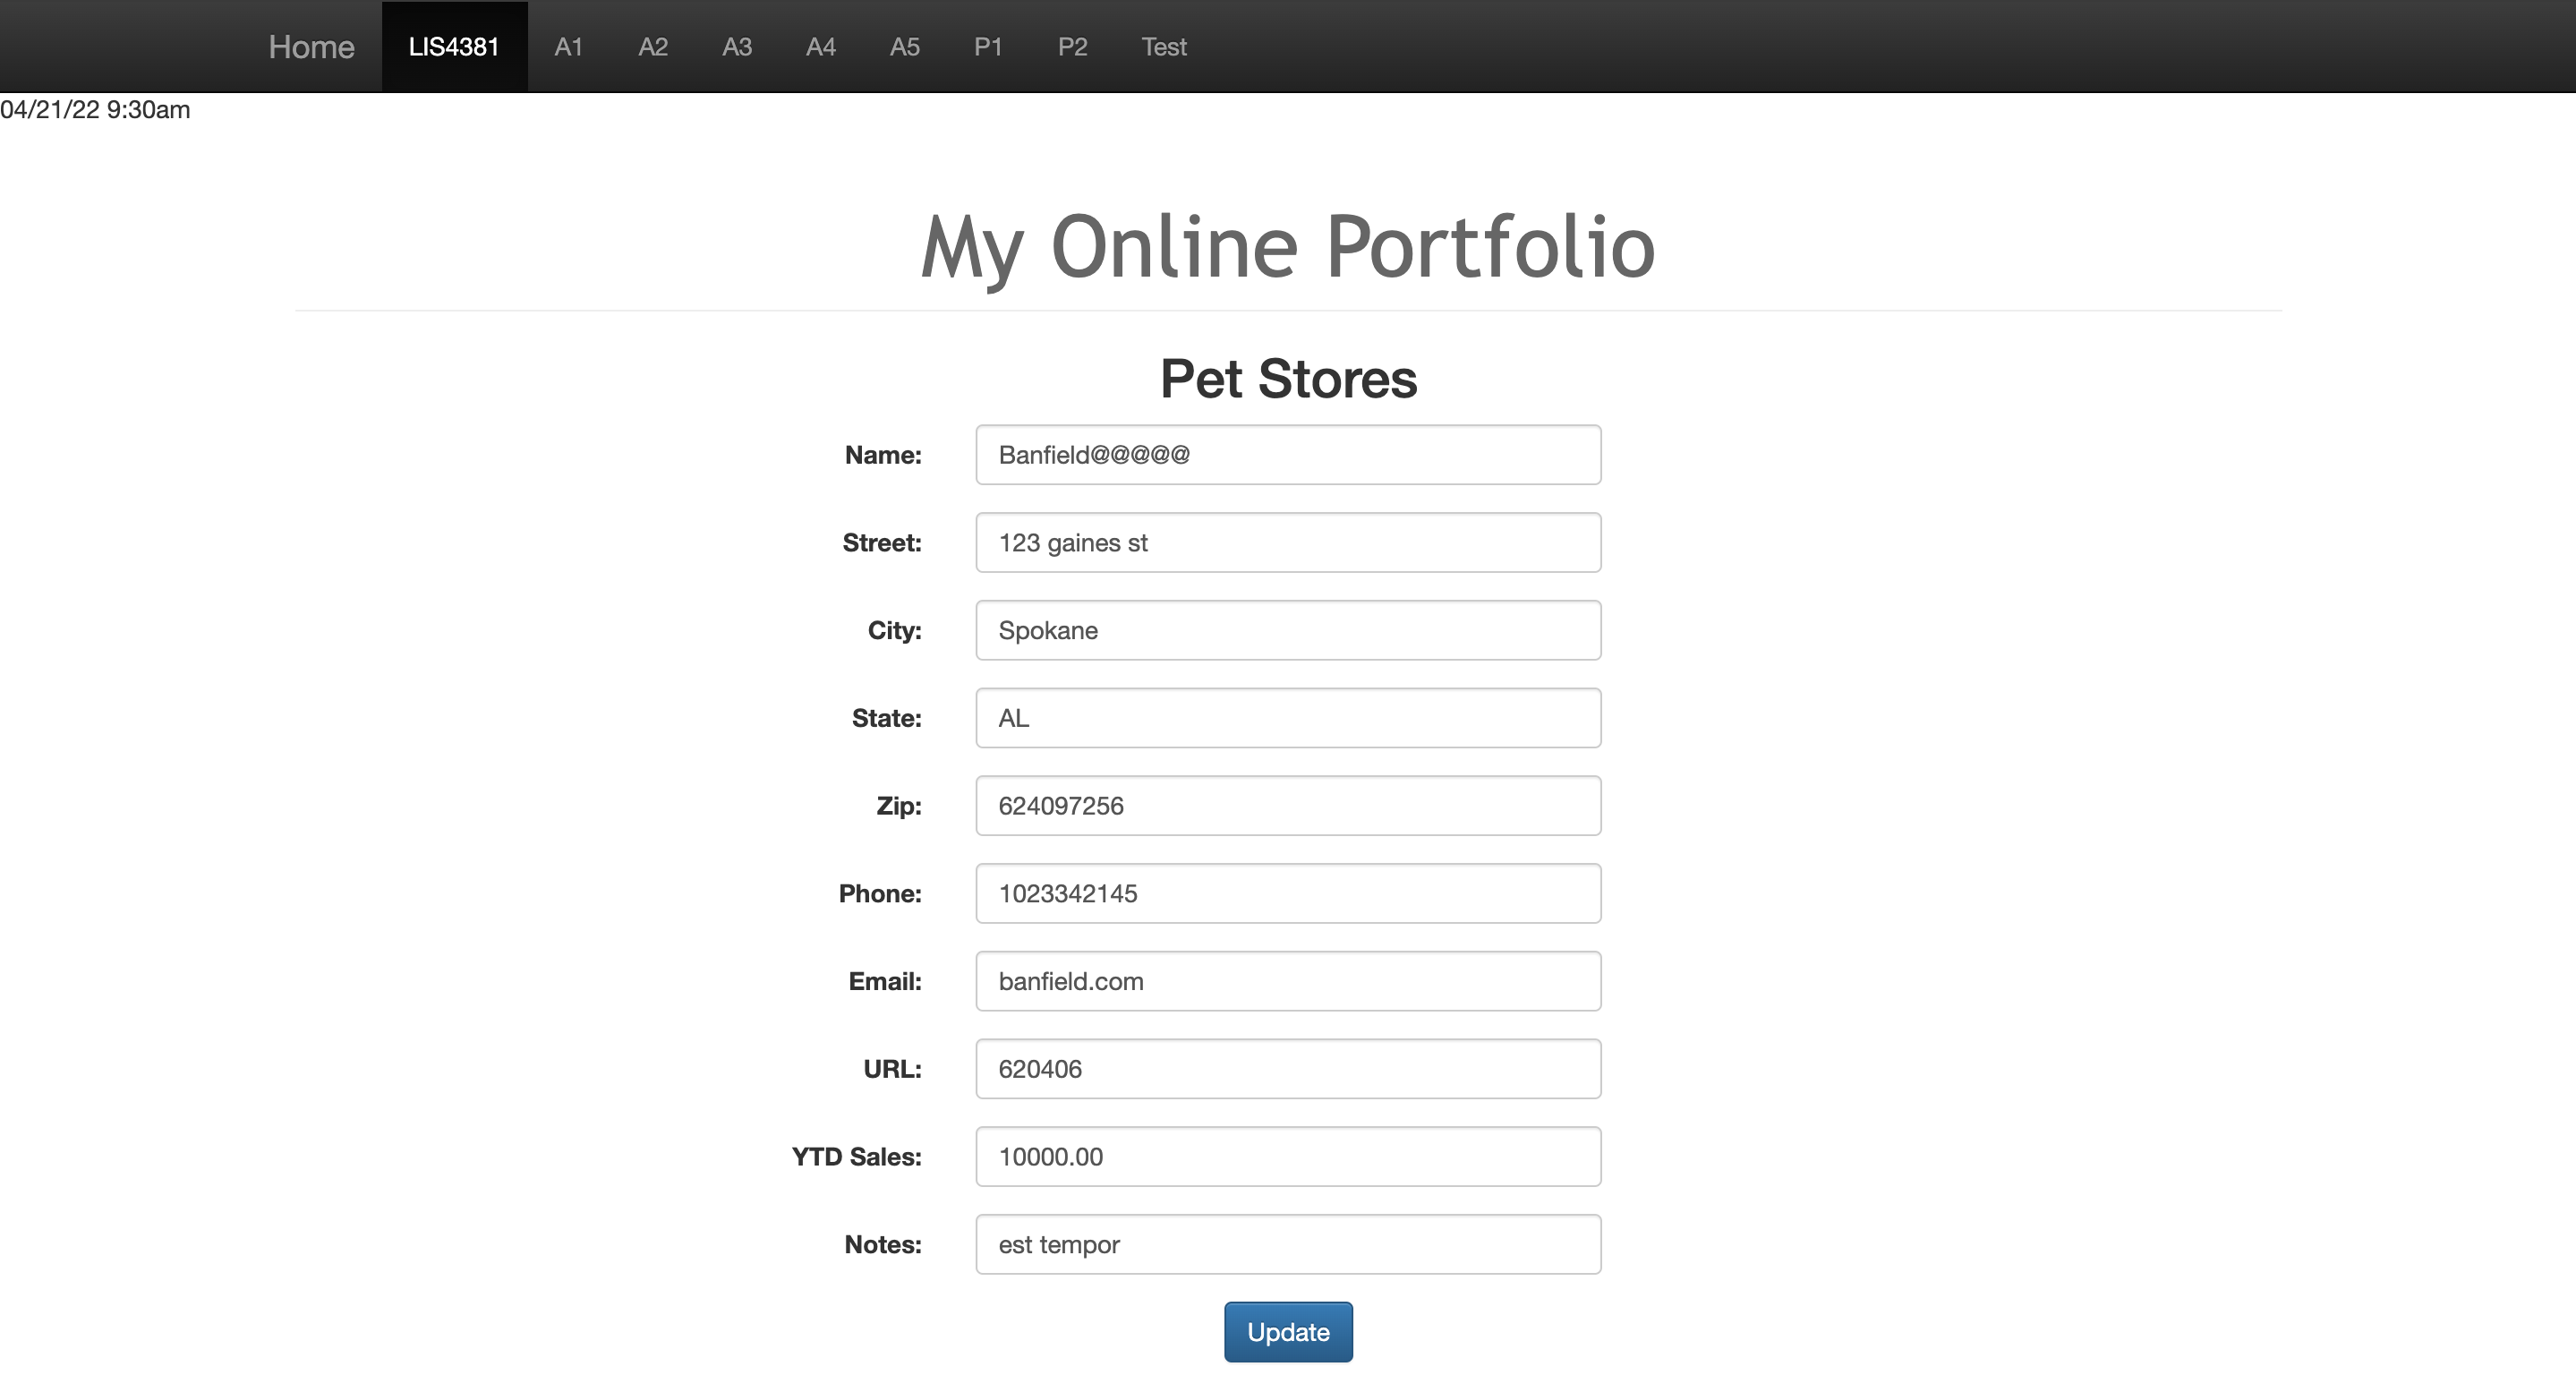 Home LIS4381 A1 A2 A3 A4 A5 P1 P2 Test
04/21/22 9:30am
My Online Portfolio
Pet Stores
Name: Banfield@@@@@
Street: 123 gaines st
City: Spokane
State: AL
Zip: 624097256
Phone: 1023342145
Email: banfield.com
URL: 620406
YTD Sales: 10000.00
Notes: est tempor
Update